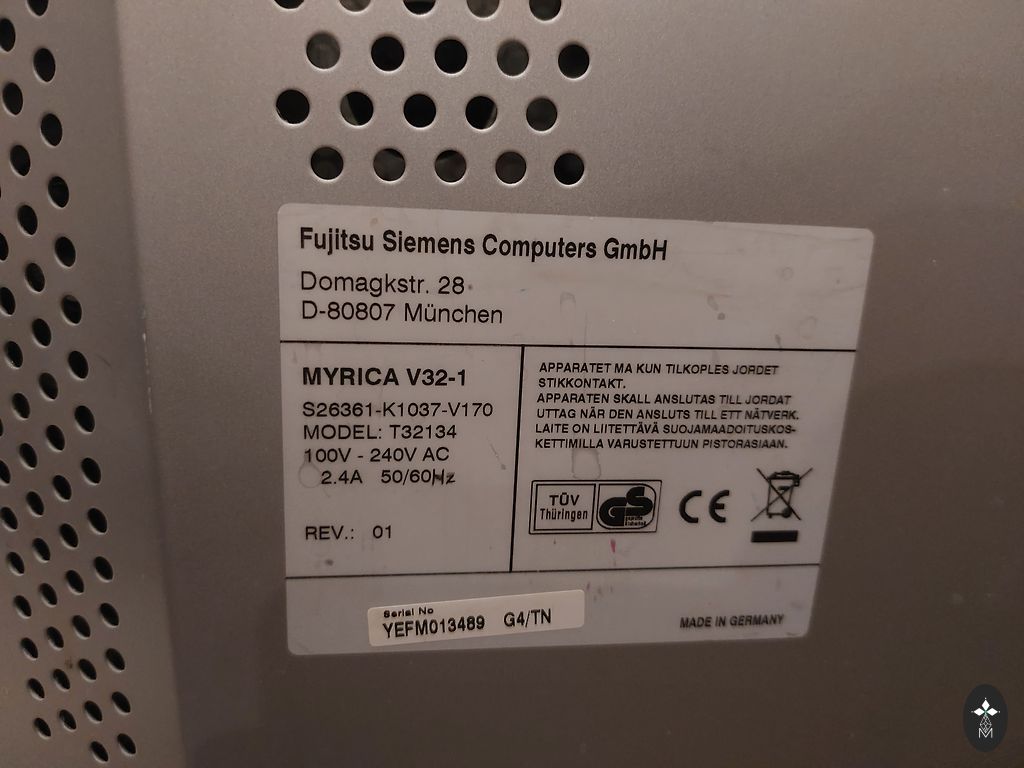 Fujitsu Siemens Computers GmbH
Domagkstr. 28
D-80807 München
MYRICA V32-1
S26361-K1037-V170
MODEL: T32134
100V - 240V AC
2.4A 50/60Hz
REV.: 01
APPARATET MA KUN TILKOPLES JORDET
STIKKONTAKT.
APPARATEN SKALL ANSLUTAS TILL JORDAT
UTTAG NÄR DEN ANSLUTS TILL ETT NÄTVERK.
LAITE ON LIITETTÄVÄ SUOJAMAADOITUSKOS-
KETTIMILLA VARUSTETTUUN PISTORASIAAN.
TÜV
Thüringen
GS
geprüfte
Sicherheit
CE
Serial No
YEFM013489 G4/TN
MADE IN GERMANY
M